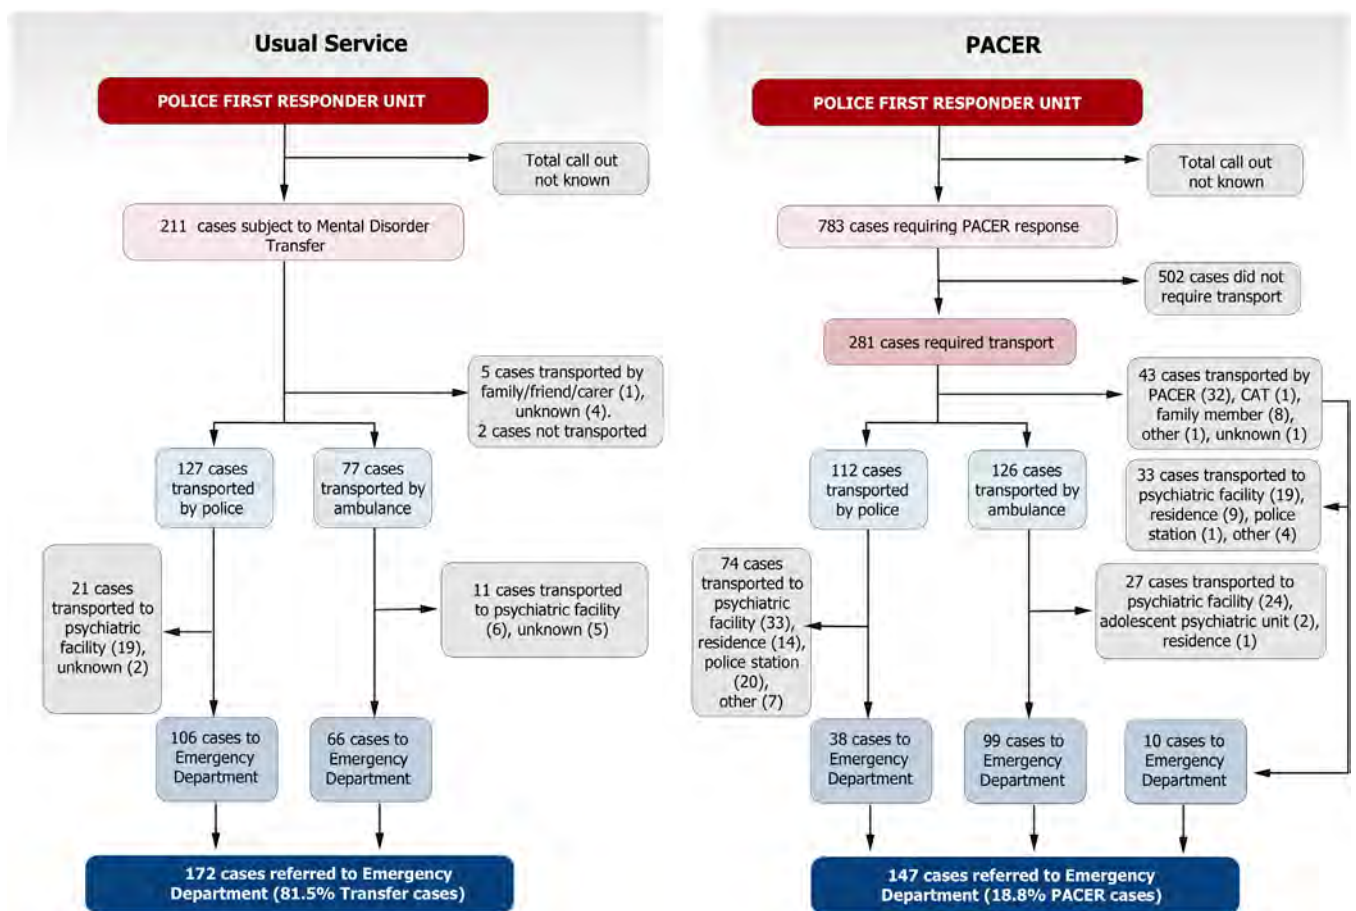 Usual Service
POLICE FIRST RESPONDER UNIT
Total call out
not known
211 cases subject to Mental Disorder
Transfer
5 cases transported by
family/friend/carer (1),
unknown (4).
2 cases not transported
127 cases
transported
by police
77 cases
transported by
ambulance
21 cases
transported to
psychiatric
facility (19),
unknown (2)
11 cases transported
to psychiatric facility
(6), unknown (5)
106 cases to
Emergency
Department
66 cases to
Emergency
Department
172 cases referred to Emergency
Department (81.5% Transfer cases)
PACER
POLICE FIRST RESPONDER UNIT
Total call out
not known
783 cases requiring PACER response
502 cases did not
require transport
281 cases required transport
43 cases transported by
PACER (32), CAT (1),
family member (8),
other (1), unknown (1)
112 cases
transported
by police
126 cases
transported by
ambulance
33 cases transported to
psychiatric facility (19),
residence (9), police
station (1), other (4)
74 cases
transported to
psychiatric
facility (33),
residence (14),
police station
(20),
other (7)
27 cases transported to
psychiatric facility (24),
adolescent psychiatric unit (2),
residence (1)
38 cases to
Emergency
Department
99 cases to
Emergency
Department
10 cases to
Emergency
Department
147 cases referred to Emergency
Department (18.8% PACER cases)